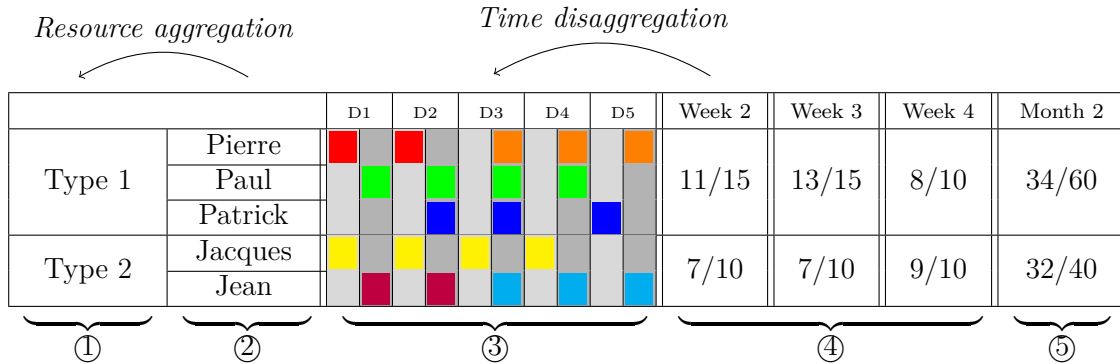 Resource aggregation
Time disaggregation
D1 D2 D3 D4 D5 Week 2 Week 3 Week 4 Month 2
Type 1
Pierre
Paul
Patrick
11/15 13/15 8/10 34/60
Type 2
Jacques
Jean
7/10 7/10 9/10 32/40
① ② ③ ④ ⑤